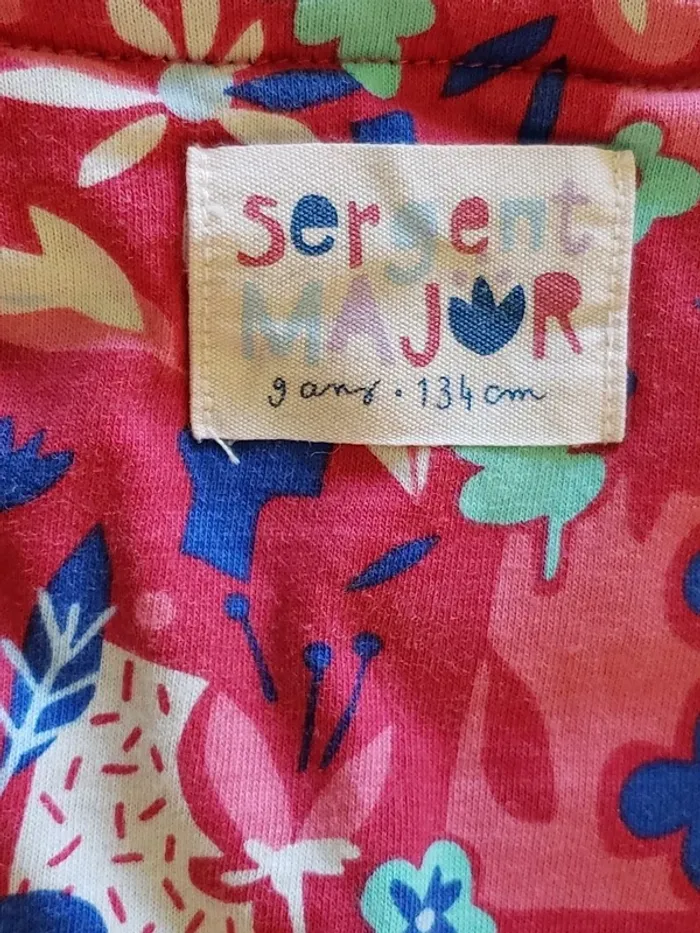 sergent
MAJOR
9 ans . 134 cm